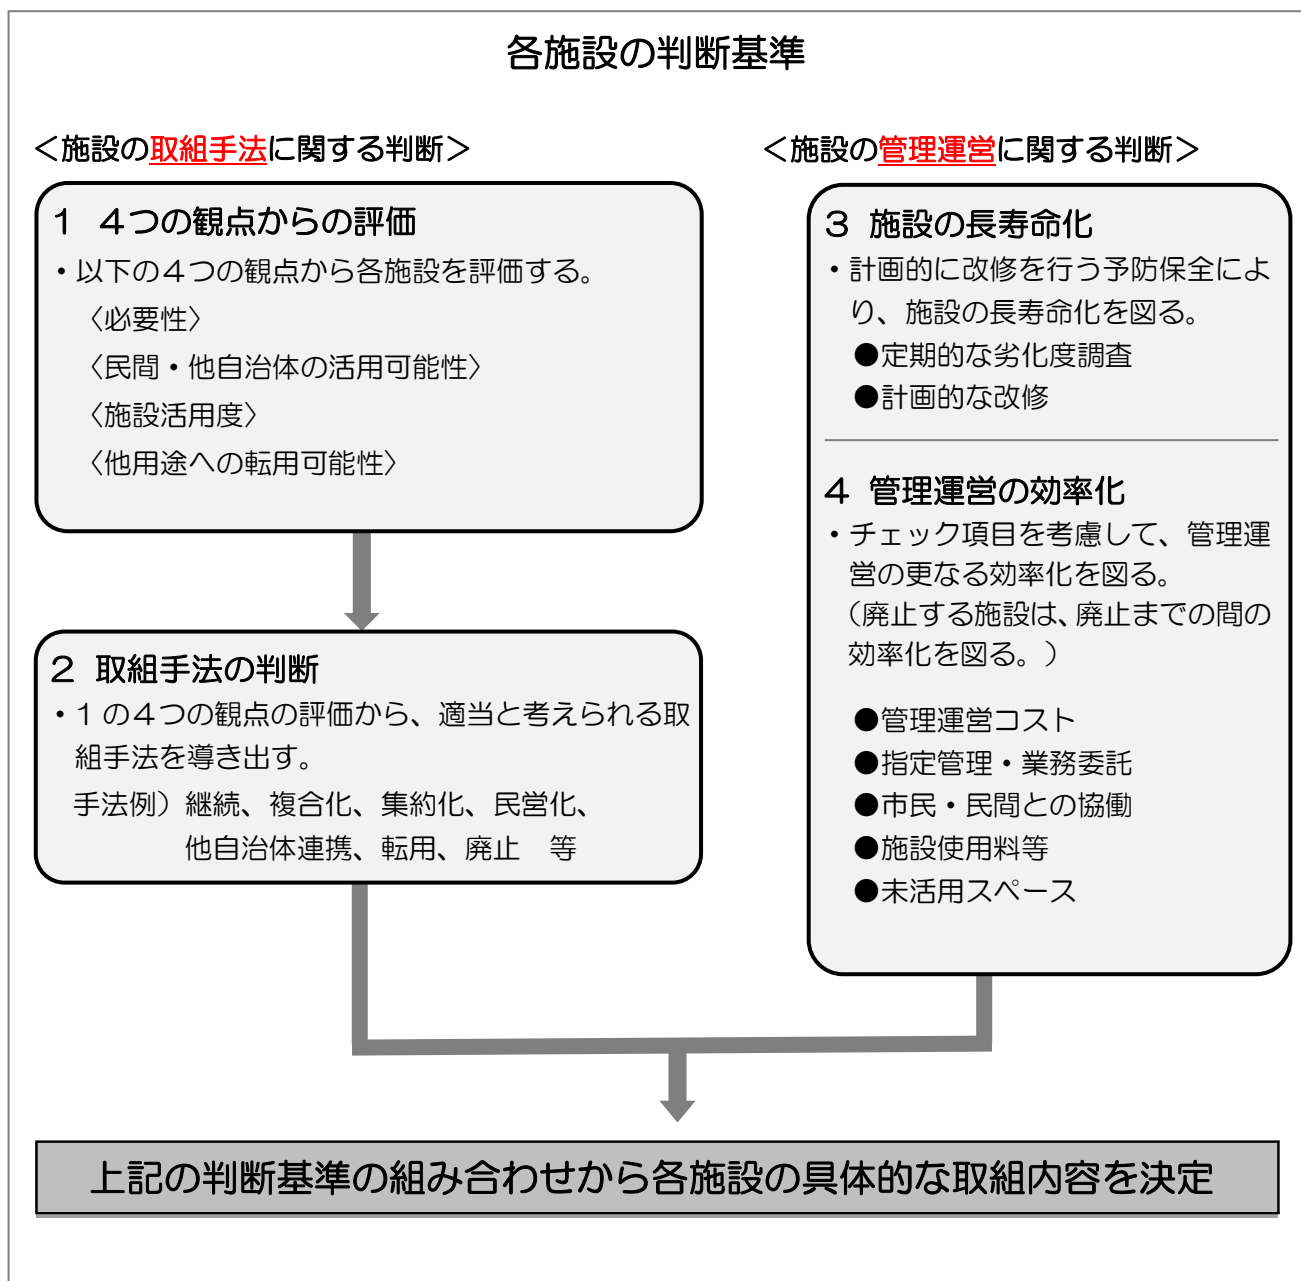 各施設の判断基準
＜施設の取組手法に関する判断＞
１　４つの観点からの評価
・以下の４つの観点から各施設を評価する。
〈必要性〉
〈民間・他自治体の活用可能性〉
〈施設活用度〉
〈他用途への転用可能性〉
２ 取組手法の判断
・１の４つの観点の評価から、適当と考えられる取
組手法を導き出す。
手法例）継続、複合化、集約化、民営化、
他自治体連携、転用、廃止　等
＜施設の管理運営に関する判断＞
３ 施設の長寿命化
・計画的に改修を行う予防保全によ
り、施設の長寿命化を図る。
●定期的な劣化度調査
●計画的な改修
４ 管理運営の効率化
・チェック項目を考慮して、管理運
営の更なる効率化を図る。
（廃止する施設は、廃止までの間の
効率化を図る。）
●管理運営コスト
●指定管理・業務委託
●市民・民間との協働
●施設使用料等
●未活用スペース
上記の判断基準の組み合わせから各施設の具体的な取組内容を決定